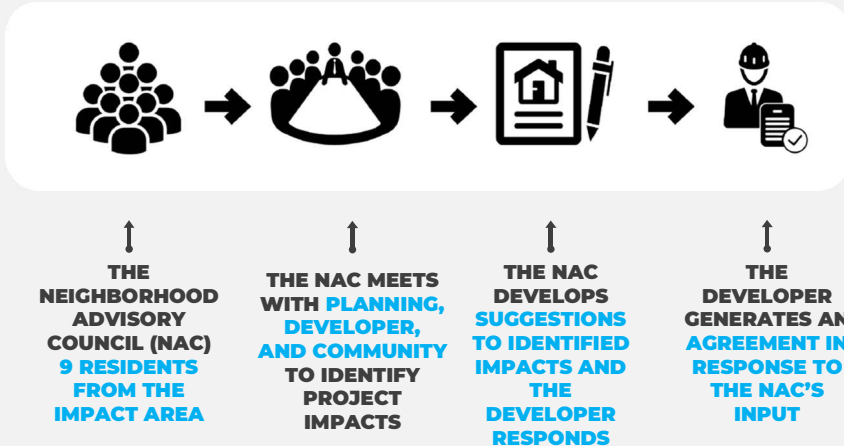 THE
NEIGHBORHOOD
ADVISORY
COUNCIL (NAC)
9 RESIDENTS
FROM THE
IMPACT AREA
THE NAC MEETS
WITH PLANNING,
DEVELOPER,
AND COMMUNITY
TO IDENTIFY
PROJECT
IMPACTS
THE NAC
DEVELOPS
SUGGESTIONS
TO IDENTIFIED
IMPACTS AND
THE
DEVELOPER
RESPONDS
THE
DEVELOPER
GENERATES AN
AGREEMENT IN
RESPONSE TO
THE NAC’S
INPUT